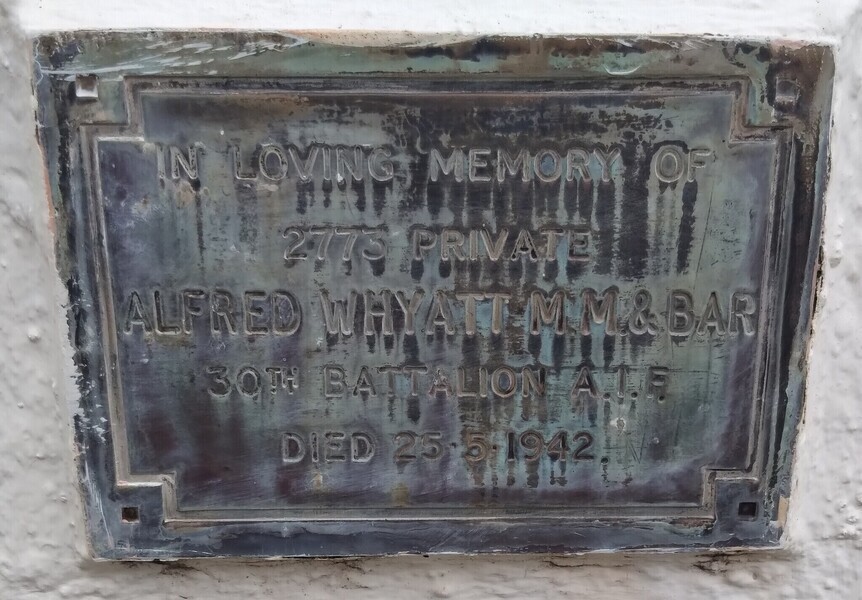 IN LOVING MEMORY OF
2773 PRIVATE
ALFRED WHYATT M.M & BAR
30TH BATTALION A.I.F.
DIED 25·5·1942.